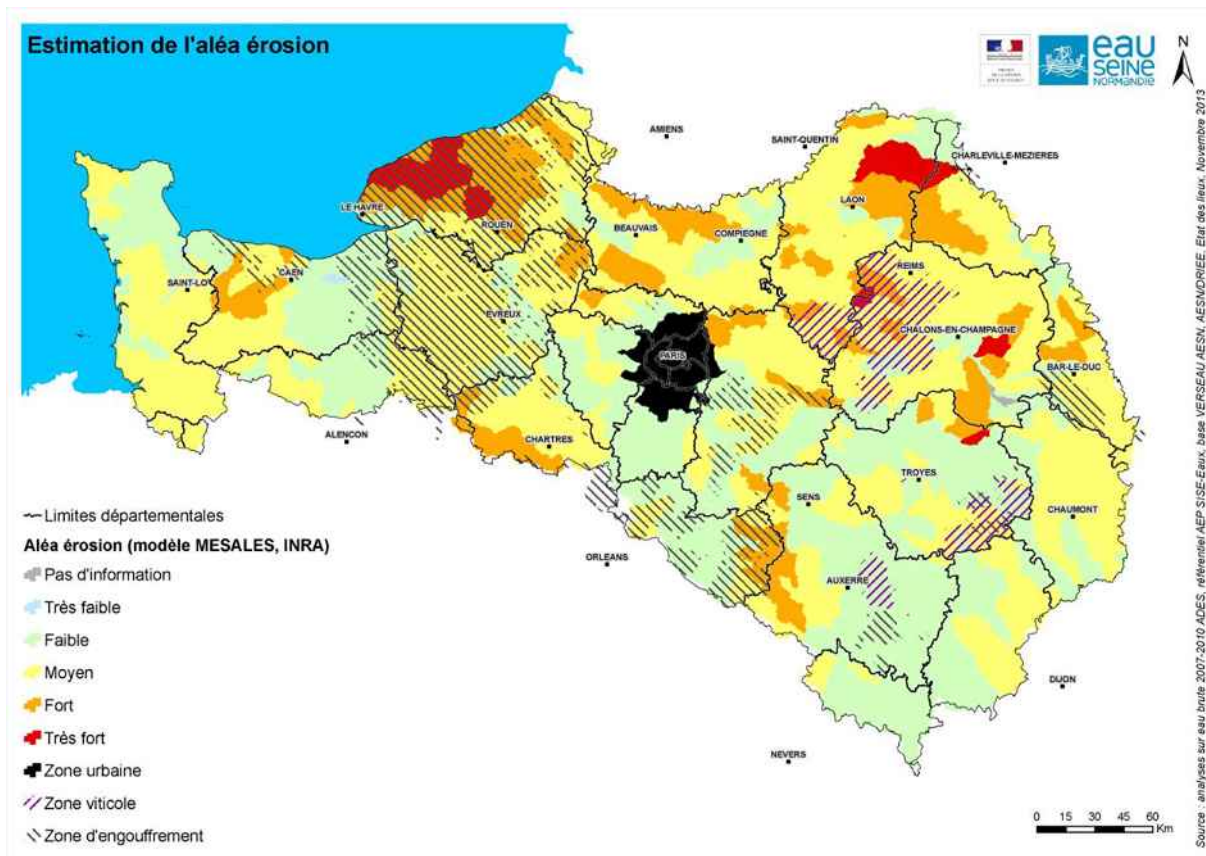 Estimation de l'aléa érosion
eau
SEINE
NORMANDIE
N
AMIENS
SAINT-QUENTIN
CHARLEVILLE-MEZIERES
LE HAVRE
ROUEN
BEAUVAIS
COMPIEGNE
LAON
SAINT-LO
CAEN
REIMS
EVREUX
PARIS
CHALONS-EN-CHAMPAGNE
BAR-LE-DUC
ALENCON
CHARTRES
TROYES
SENS
CHAUMONT
ORLEANS
AUXERRE
DIJON
NEVERS
Limites départementales
Aléa érosion (modèle MESALES, INRA)
Pas d'information
Très faible
Faible
Moyen
Fort
Très fort
Zone urbaine
Zone viticole
Zone d'engouffrement
0 15 30 45 60
Km
Source : analyses sur eau brute 2007-2010 ADES, référentiel AEP SISE-Eaux, base VERSEAU AESN, AESN/DRIEE, Etat des lieux, Novembre 2013